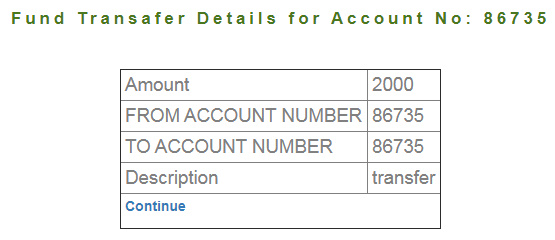 Fund Transafer Details for Account No: 86735
Amount 2000
FROM ACCOUNT NUMBER 86735
TO ACCOUNT NUMBER 86735
Description transfer
Continue